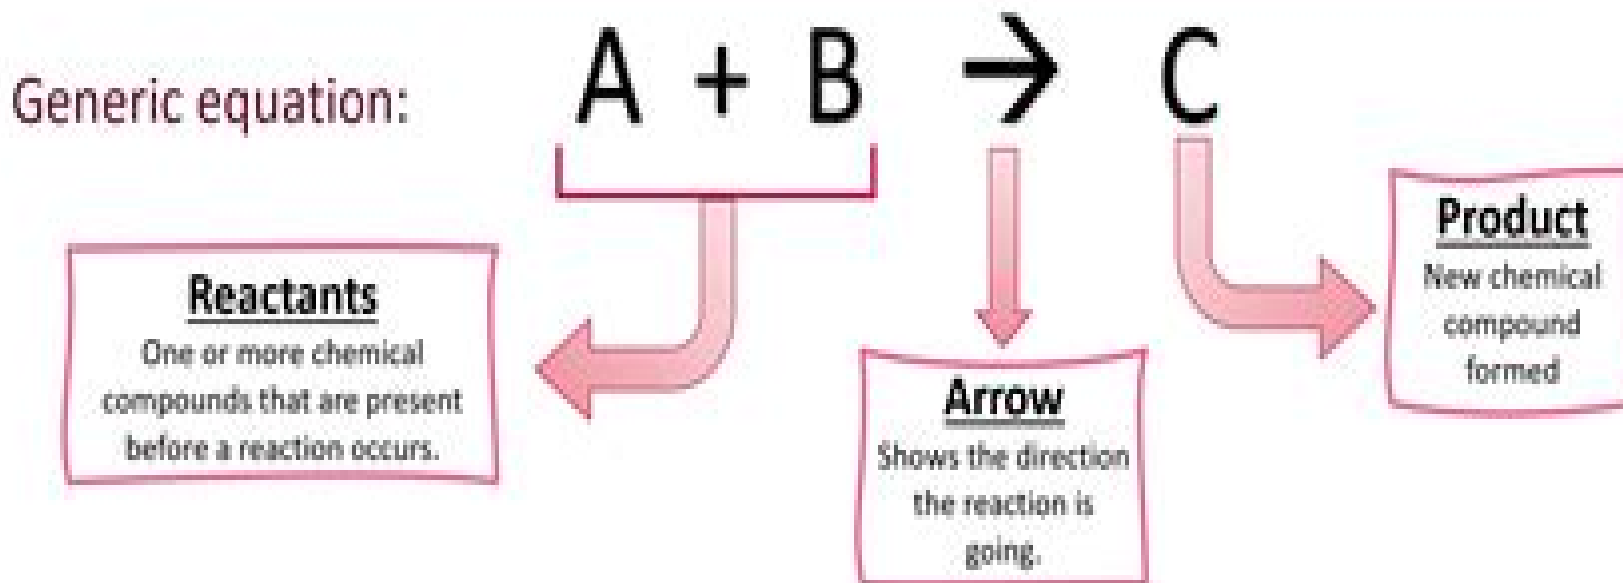 Generic equation: A + B → C
Reactants
One or more chemical
compounds that are present
before a reaction occurs.
Arrow
Shows the direction
the reaction is
going.
Product
New chemical
compound
formed